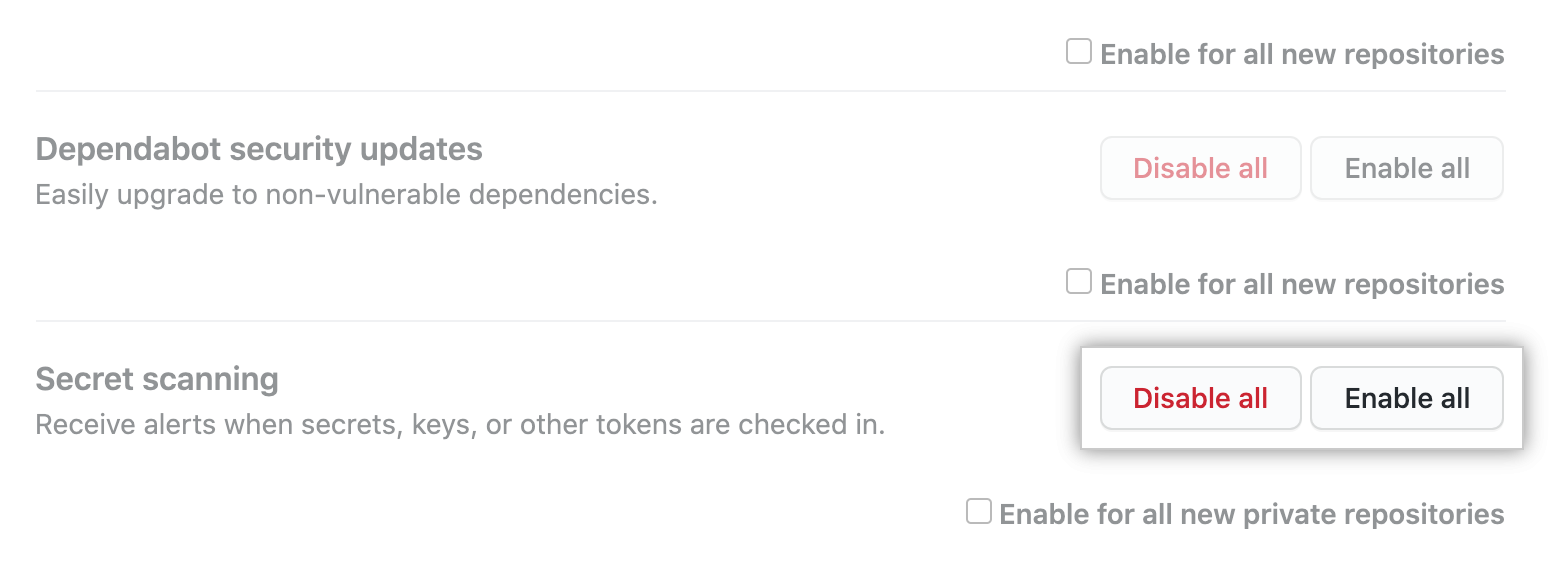 Enable for all new repositories
Dependabot security updates
Easily upgrade to non-vulnerable dependencies.
Disable all
Enable all
Enable for all new repositories
Secret scanning
Receive alerts when secrets, keys, or other tokens are checked in.
Disable all
Enable all
Enable for all new private repositories